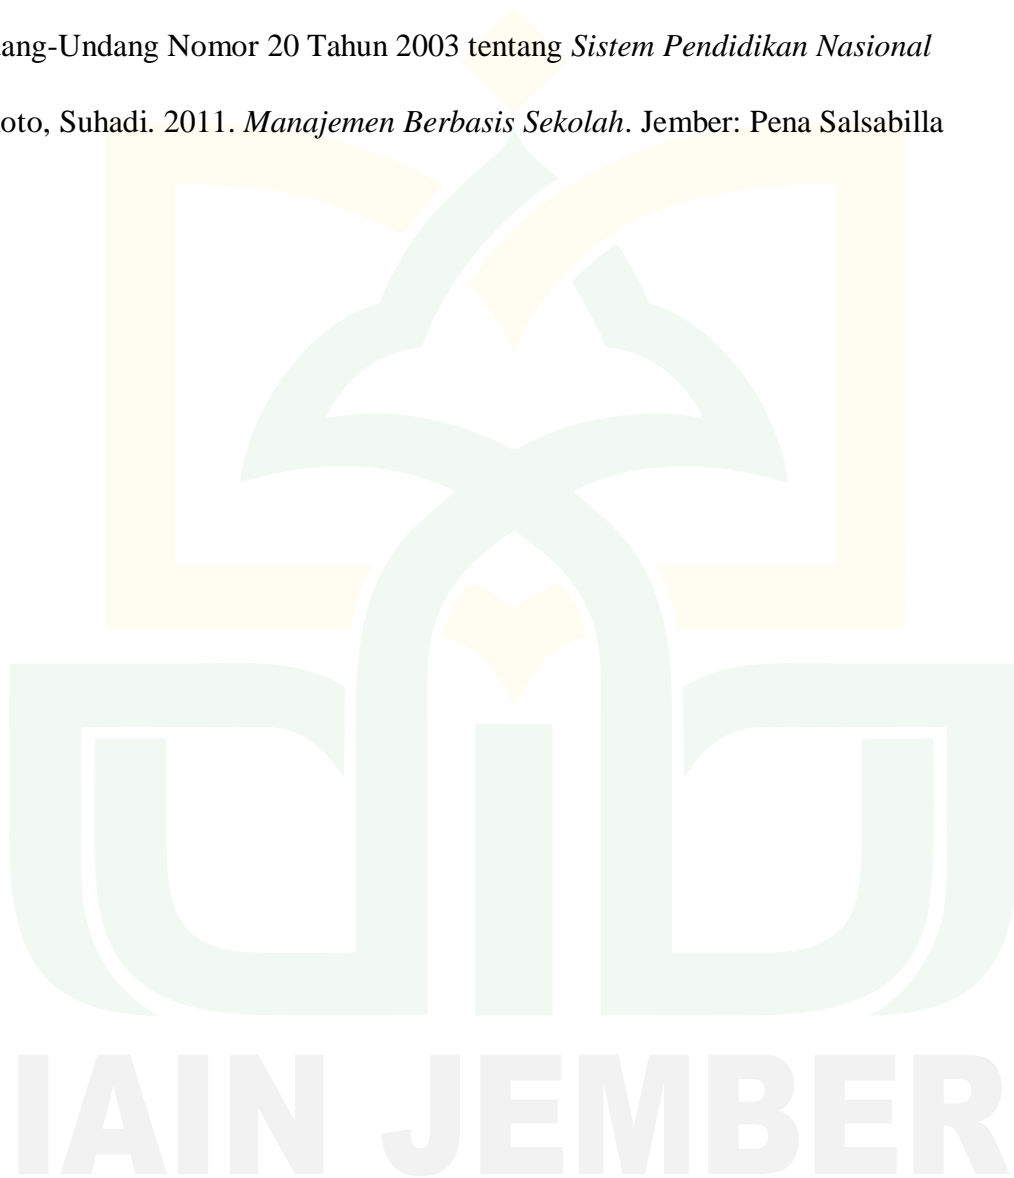 ang-Undang Nomor 20 Tahun 2003 tentang Sistem Pendidikan Nasional
oto, Suhadi. 2011. Manajemen Berbasis Sekolah. Jember: Pena Salsabilla
IAIN JEMBER